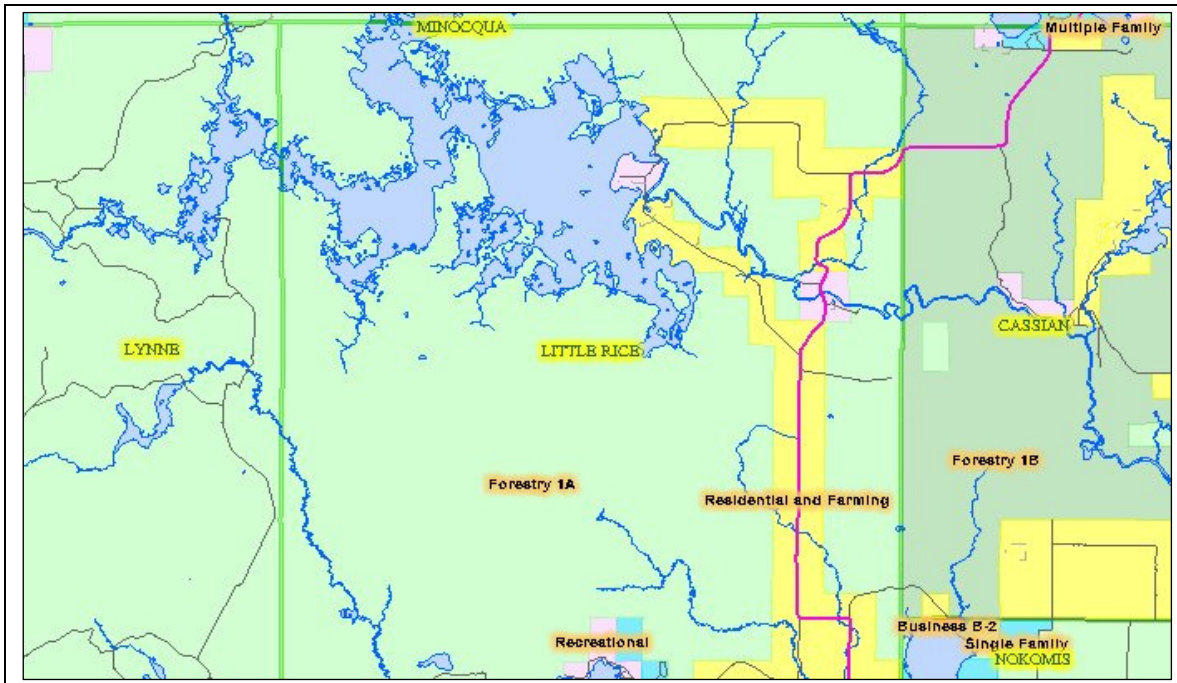 MINOCQUA
Multiple Family
CASSIAN
LYNNE
LITTLE RICE
Forestry 1B
Forestry 1A
Residential and Farming
Business B-2
Recreational
Single Family
NOKOMIS